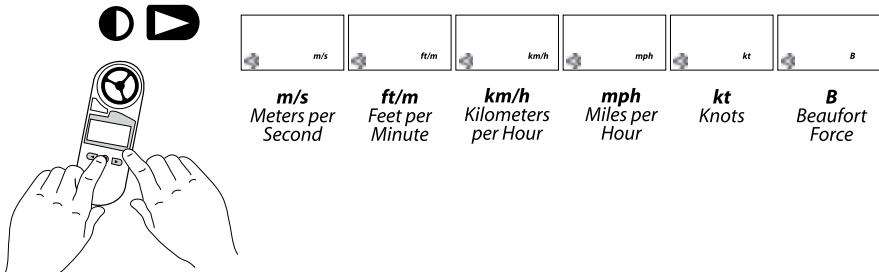 m/s ft/m km/h mph kt B
m/s ft/m km/h mph kt B
Meters per Feet per Kilometers Miles per Knots Beaufort
Second Minute per Hour Hour Force